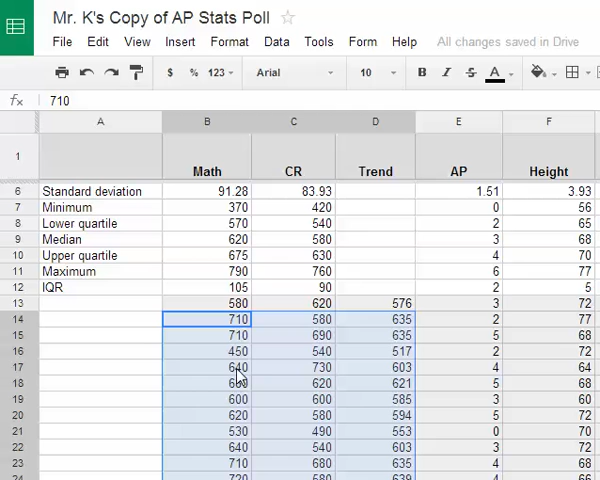 Mr. K's Copy of AP Stats Poll
File Edit View Insert Format Data Tools Form Help All changes saved in Drive
$ % 123 Arial 10 B I S A
fx 710
A B C D E F
1 Math CR Trend AP Height
6 Standard deviation 91.28 83.93 1.51 3.93
7 Minimum 370 420 0 56
8 Lower quartile 570 540 2 65
9 Median 620 580 3 68
10 Upper quartile 675 630 4 70
11 Maximum 790 760 6 77
12 IQR 105 90 2 5
13 580 620 576 3 72
14 710 580 635 2 77
15 710 690 635 5 68
16 450 540 517 2 72
17 640 730 603 4 64
18 620 621 5 68
19 600 600 585 3 60
20 620 580 594 5 72
21 530 490 553 0 70
22 640 540 603 3 72
23 710 680 635 4 68
24 720 580 639 4 66